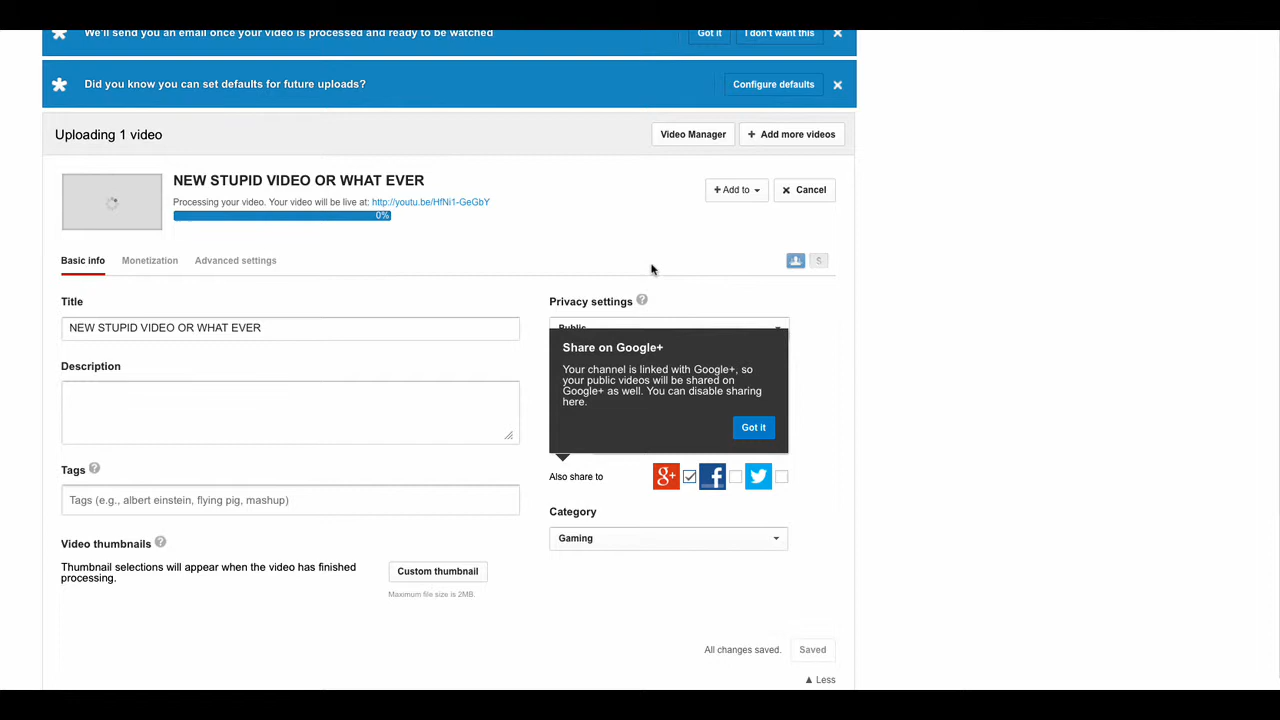 We'll send you an email once your video is processed and ready to be watched
Got it
I don't want this
Did you know you can set defaults for future uploads?
Configure defaults
Uploading 1 video
Video Manager
+ Add more videos
NEW STUPID VIDEO OR WHAT EVER
Processing your video. Your video will be live at: http://youtu.be/HfNi1-GeGbY
0%
+ Add to
Cancel
Basic info
Monetization
Advanced settings
$
Title
NEW STUPID VIDEO OR WHAT EVER
Description
Tags ?
Tags (e.g., albert einstein, flying pig, mashup)
Video thumbnails ?
Thumbnail selections will appear when the video has finished
processing.
Custom thumbnail
Maximum file size is 2MB.
Privacy settings ?
Public
Share on Google+
Your channel is linked with Google+, so
your public videos will be shared on
Google+ as well. You can disable sharing
here.
Got it
Also share to
g+
f
Category
Gaming
All changes saved.
Saved
▲ Less